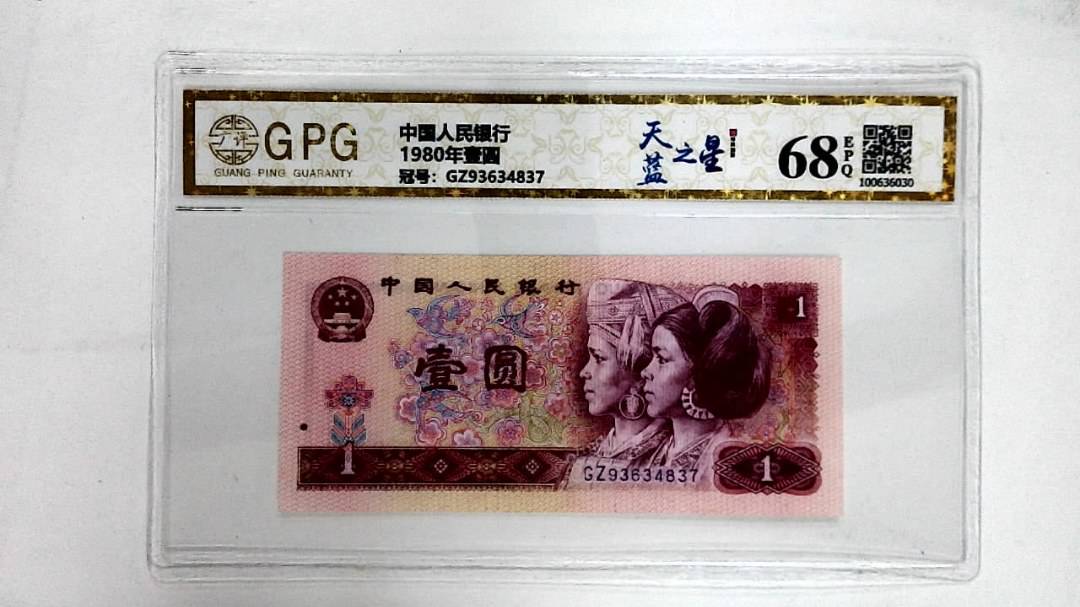 GPG
GUANG PING GUARANTY
中国人民银行
1980年壹圆
冠号：GZ93634837
天蓝之星
68
EPQ
100636030
中国人民银行
1
壹圆
1
GZ93634837
1